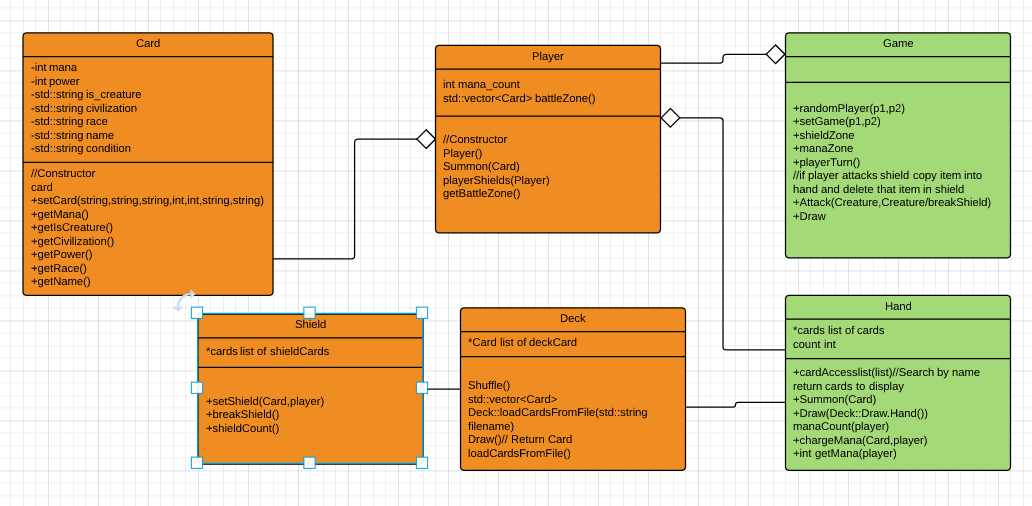 Card
-int mana
-int power
-std::string is_creature
-std::string civilization
-std::string race
-std::string name
-std::string condition
//Constructor
card
+setCard(string,string,string,int,int,string,string)
+getMana()
+getIsCreature()
+getCivilization()
+getPower()
+getRace()
+getName()
Player
int mana_count
std::vector<Card> battleZone()
//Constructor
Player()
Summon(Card)
playerShields(Player)
getBattleZone()
Game
+randomPlayer(p1,p2)
+setGame(p1,p2)
+shieldZone
+manaZone
+playerTurn()
//if player attacks shield copy item into
hand and delete that item in shield
+Attack(Creature,Creature/breakShield)
+Draw
Shield
*cards list of shieldCards
+setShield(Card,player)
+breakShield()
+shieldCount()
Deck
*Card list of deckCard
Shuffle()
std::vector<Card>
Deck::loadCardsFromFile(std::string
filename)
Draw()// Return Card
loadCardsFromFile()
Hand
*cards list of cards
count int
+cardAccesslist(list)//Search by name
return cards to display
+Summon(Card)
+Draw(Deck::Draw.Hand())
manaCount(player)
+chargeMana(Card,player)
+int getMana(player)